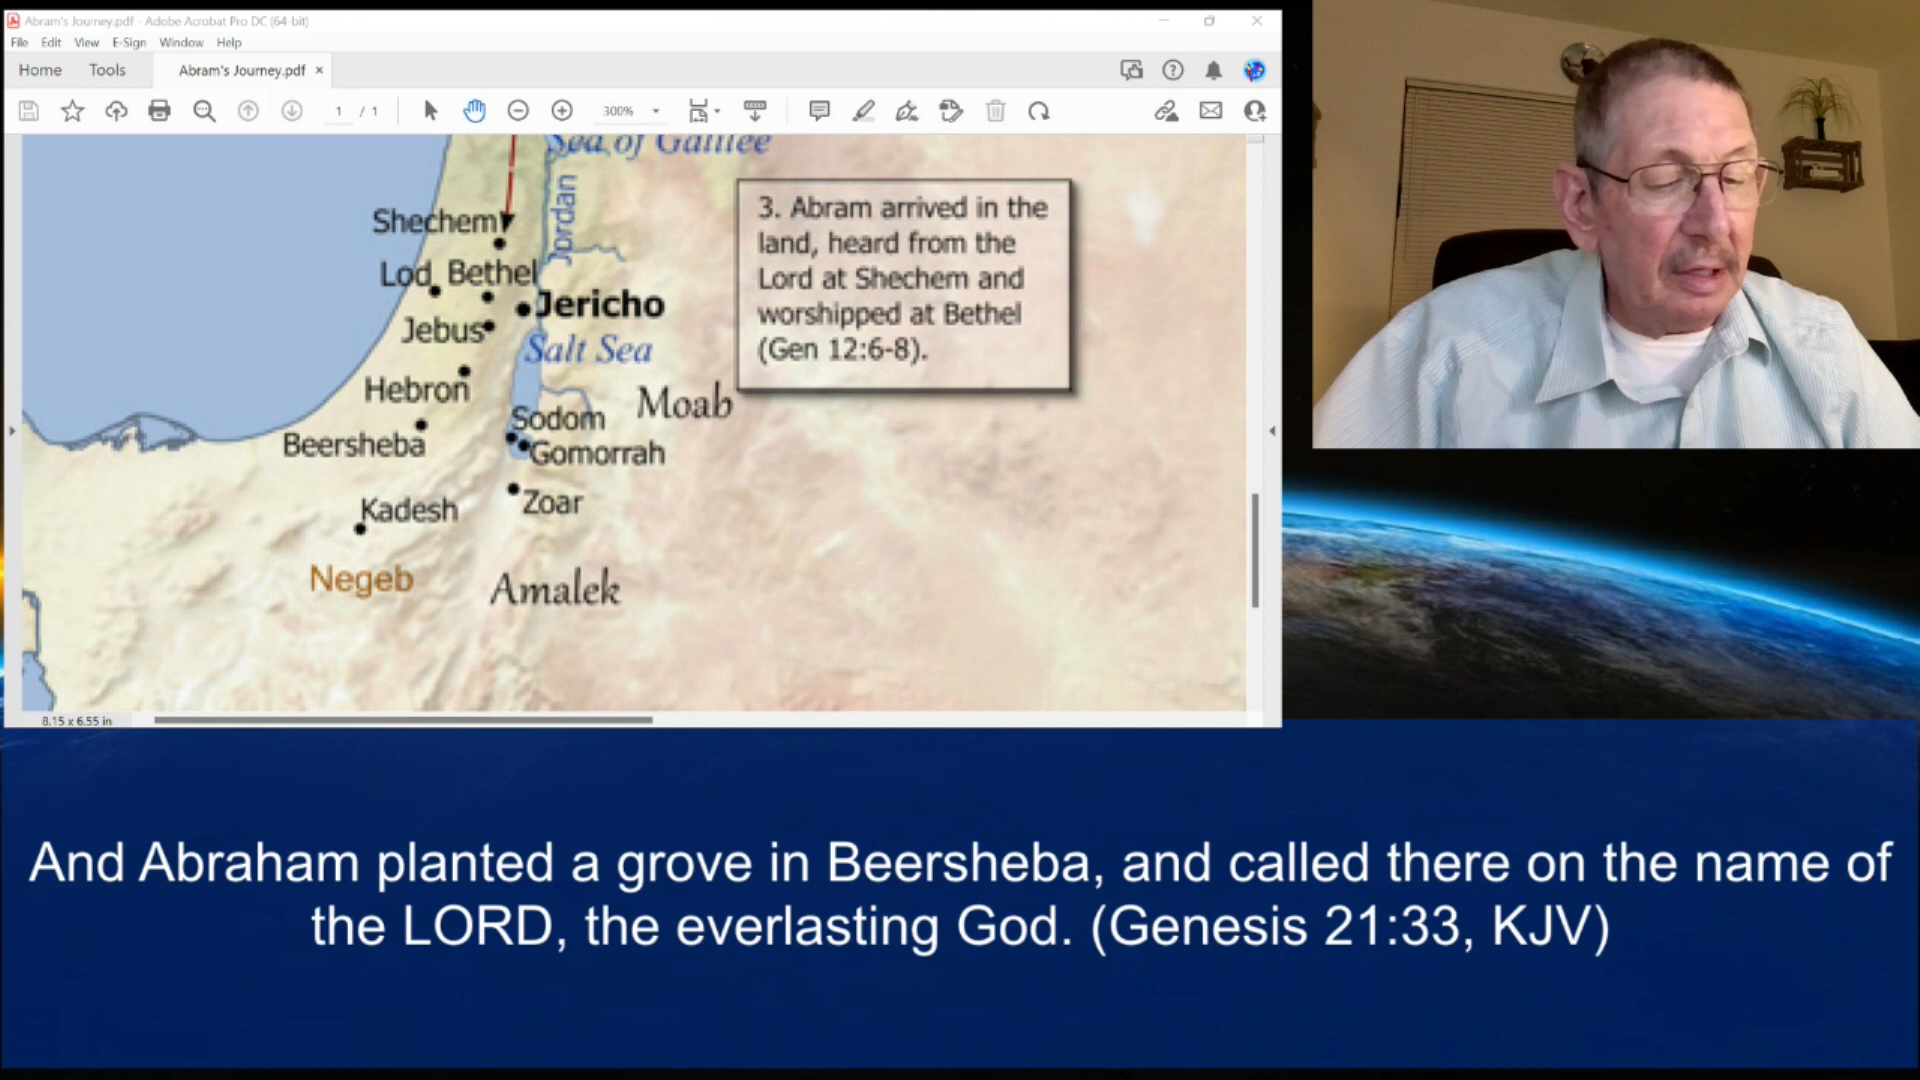 Abram's Journey.pdf - Adobe Acrobat Pro DC (64-bit)
File Edit View E-Sign Window Help
Home Tools Abram's Journey.pdf ×
1 / 1 300%
Sea of Galilee
Jordan
Shechem
Lod Bethel
Jericho
Jebus
Salt Sea
Hebron
Moab
Sodom
Beersheba
Gomorrah
Zoar
Kadesh
Negeb
Amalek
3. Abram arrived in the
land, heard from the
Lord at Shechem and
worshipped at Bethel
(Gen 12:6-8).
8.15 x 6.55 in
And Abraham planted a grove in Beersheba, and called there on the name of
the LORD, the everlasting God. (Genesis 21:33, KJV)